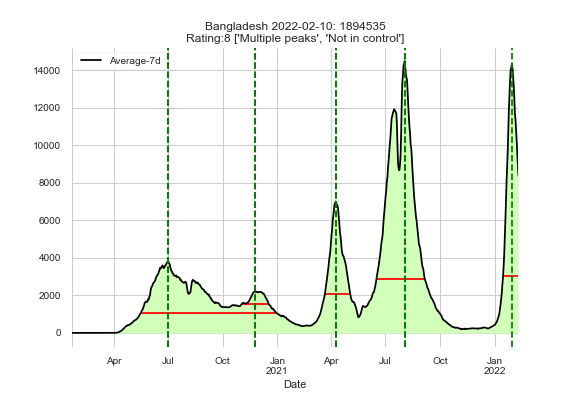 Bangladesh 2022-02-10: 1894535
Rating:8 ['Multiple peaks', 'Not in control']
Average-7d
14000
12000
10000
8000
6000
4000
2000
0
Apr Jul Oct Jan Apr Jul Oct Jan
2021 2022
Date